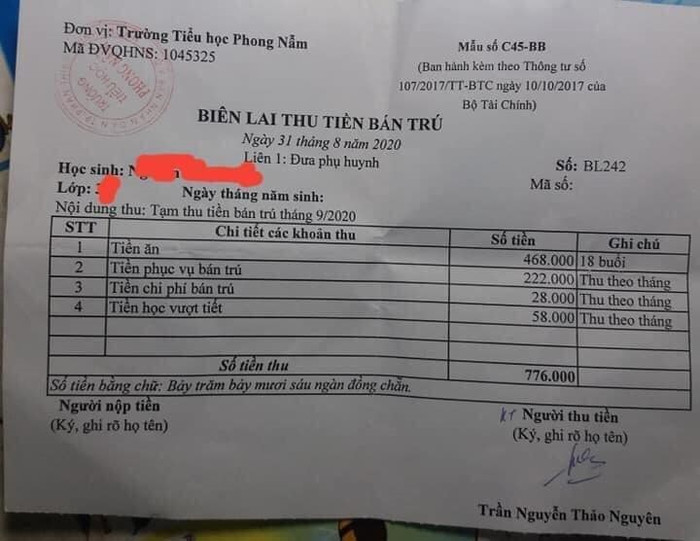 Đơn vị: Trường Tiểu học Phong Nẫm
Mã ĐVQHNS: 1045325
Mẫu số C45-BB
(Ban hành kèm theo Thông tư số
107/2017/TT-BTC ngày 10/10/2017 của
Bộ Tài Chính)
TRƯỜNG
TIỂU HỌC
PHONG NẪM
BIÊN LAI THU TIỀN BÁN TRÚ
Ngày 31 tháng 8 năm 2020
Liên 1: Đưa phụ huynh
Số: BL242
Mã số:
Học sinh:
Lớp:
Ngày tháng năm sinh:
Nội dung thu: Tạm thu tiền bán trú tháng 9/2020
STT Chi tiết các khoản thu Số tiền Ghi chú
1 Tiền ăn 468.000 18 buổi
2 Tiền phục vụ bán trú 222.000 Thu theo tháng
3 Tiền chi phí bán trú 28.000 Thu theo tháng
4 Tiền học vượt tiết 58.000 Thu theo tháng
Số tiền thu 776.000
Số tiền bằng chữ: Bảy trăm bảy mươi sáu ngàn đồng chẵn.
Người nộp tiền
(Ký, ghi rõ họ tên)
KT Người thu tiền
(Ký, ghi rõ họ tên)
Trần Nguyễn Thảo Nguyên